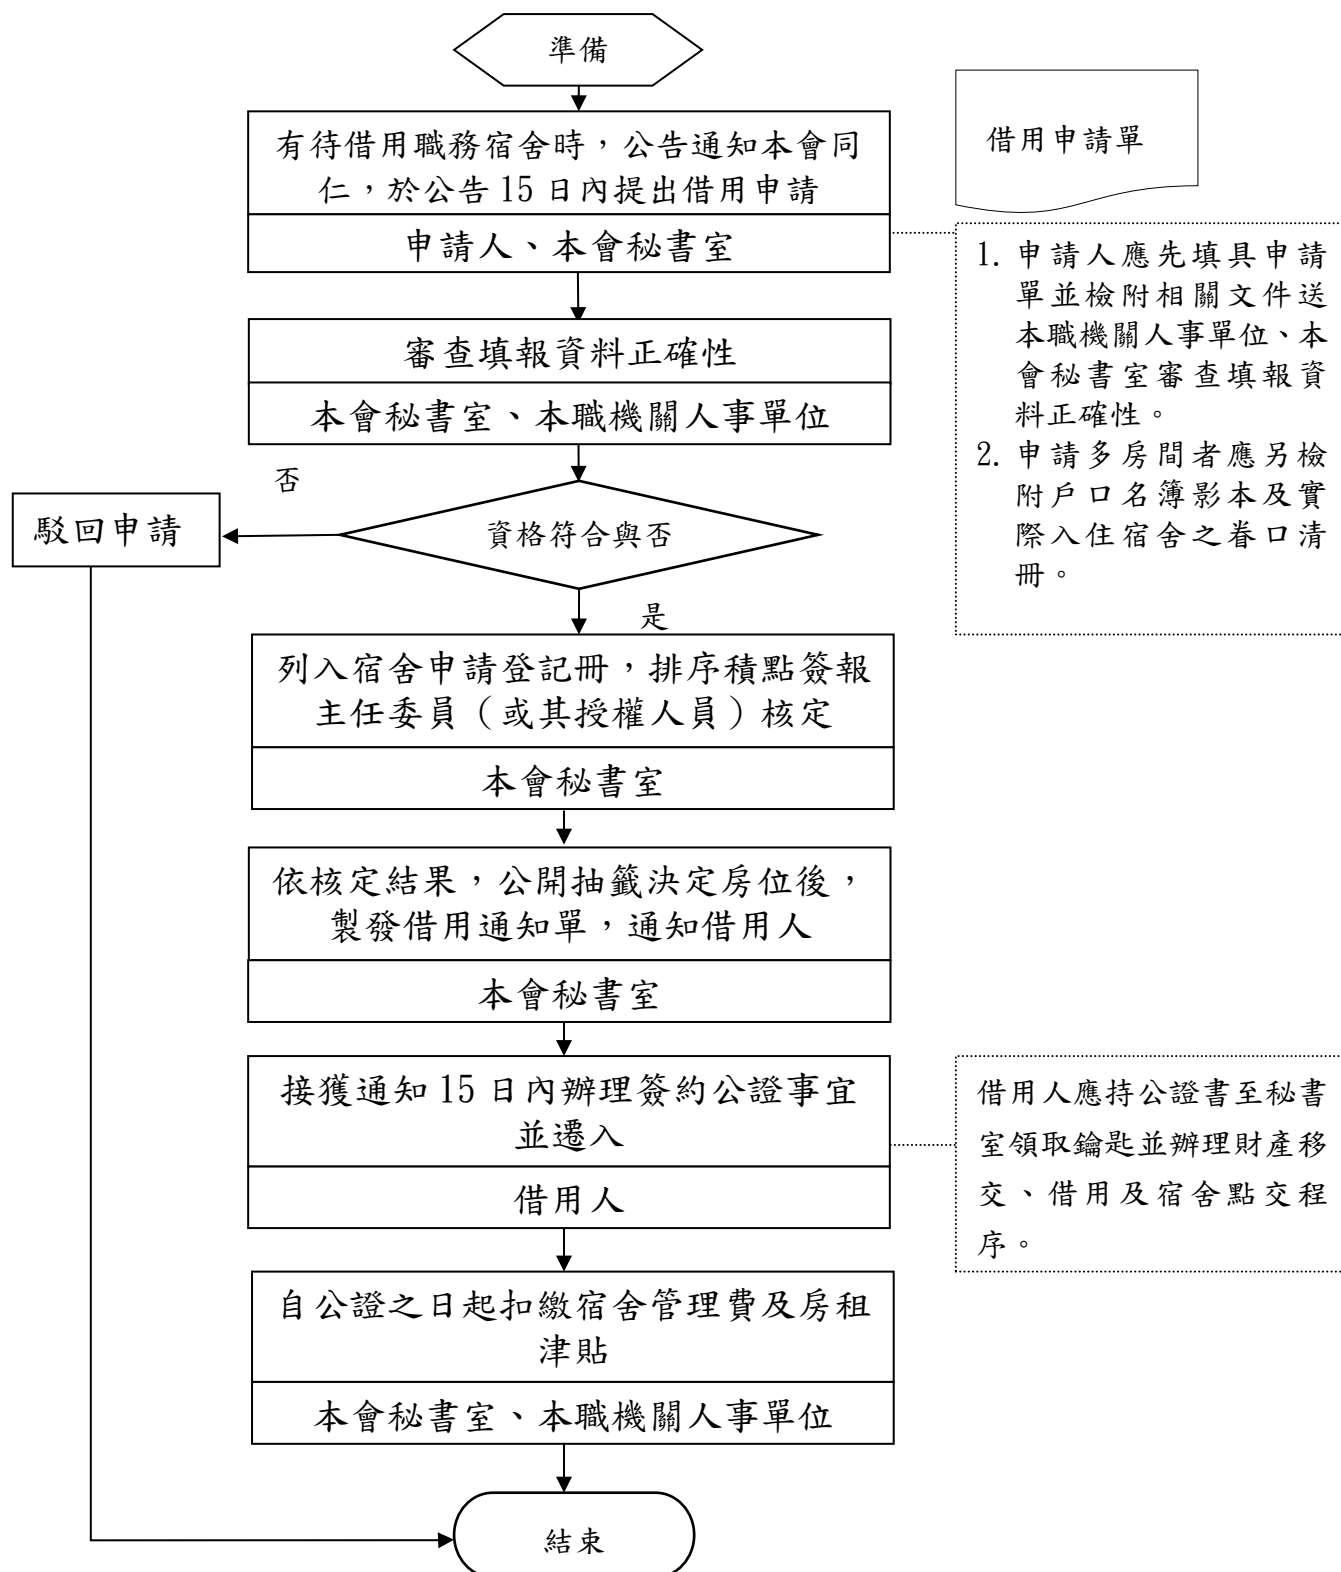 準備
借用申請單
有待借用職務宿舍時，公告通知本會同
仁，於公告 15 日內提出借用申請
申請人、本會秘書室
1. 申請人應先填具申請
單並檢附相關文件送
本職機關人事單位、本
會秘書室審查填報資
料正確性。
2. 申請多房間者應另檢
附戶口名簿影本及實
際入住宿舍之眷口清
冊。
審查填報資料正確性
本會秘書室、本職機關人事單位
否
駁回申請
資格符合與否
是
列入宿舍申請登記冊，排序積點簽報
主任委員（或其授權人員）核定
本會秘書室
依核定結果，公開抽籤決定房位後，
製發借用通知單，通知借用人
本會秘書室
接獲通知 15 日內辦理簽約公證事宜
並遷入
借用人
借用人應持公證書至秘書
室領取鑰匙並辦理財產移
交、借用及宿舍點交程
序。
自公證之日起扣繳宿舍管理費及房租
津貼
本會秘書室、本職機關人事單位
結束